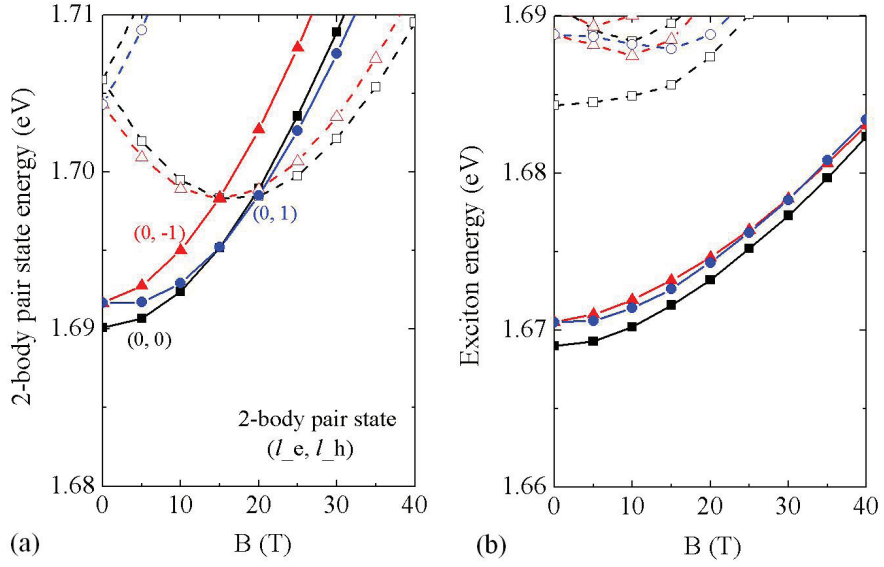 1.71
1.70
1.69
1.68
2-body pair state energy (eV)
(0, -1)
(0, 1)
(0, 0)
2-body pair state
(l_e, l_h)
0 10 20 30 40
B (T)
(a)
1.69
1.68
1.67
1.66
Exciton energy (eV)
0 10 20 30 40
B (T)
(b)